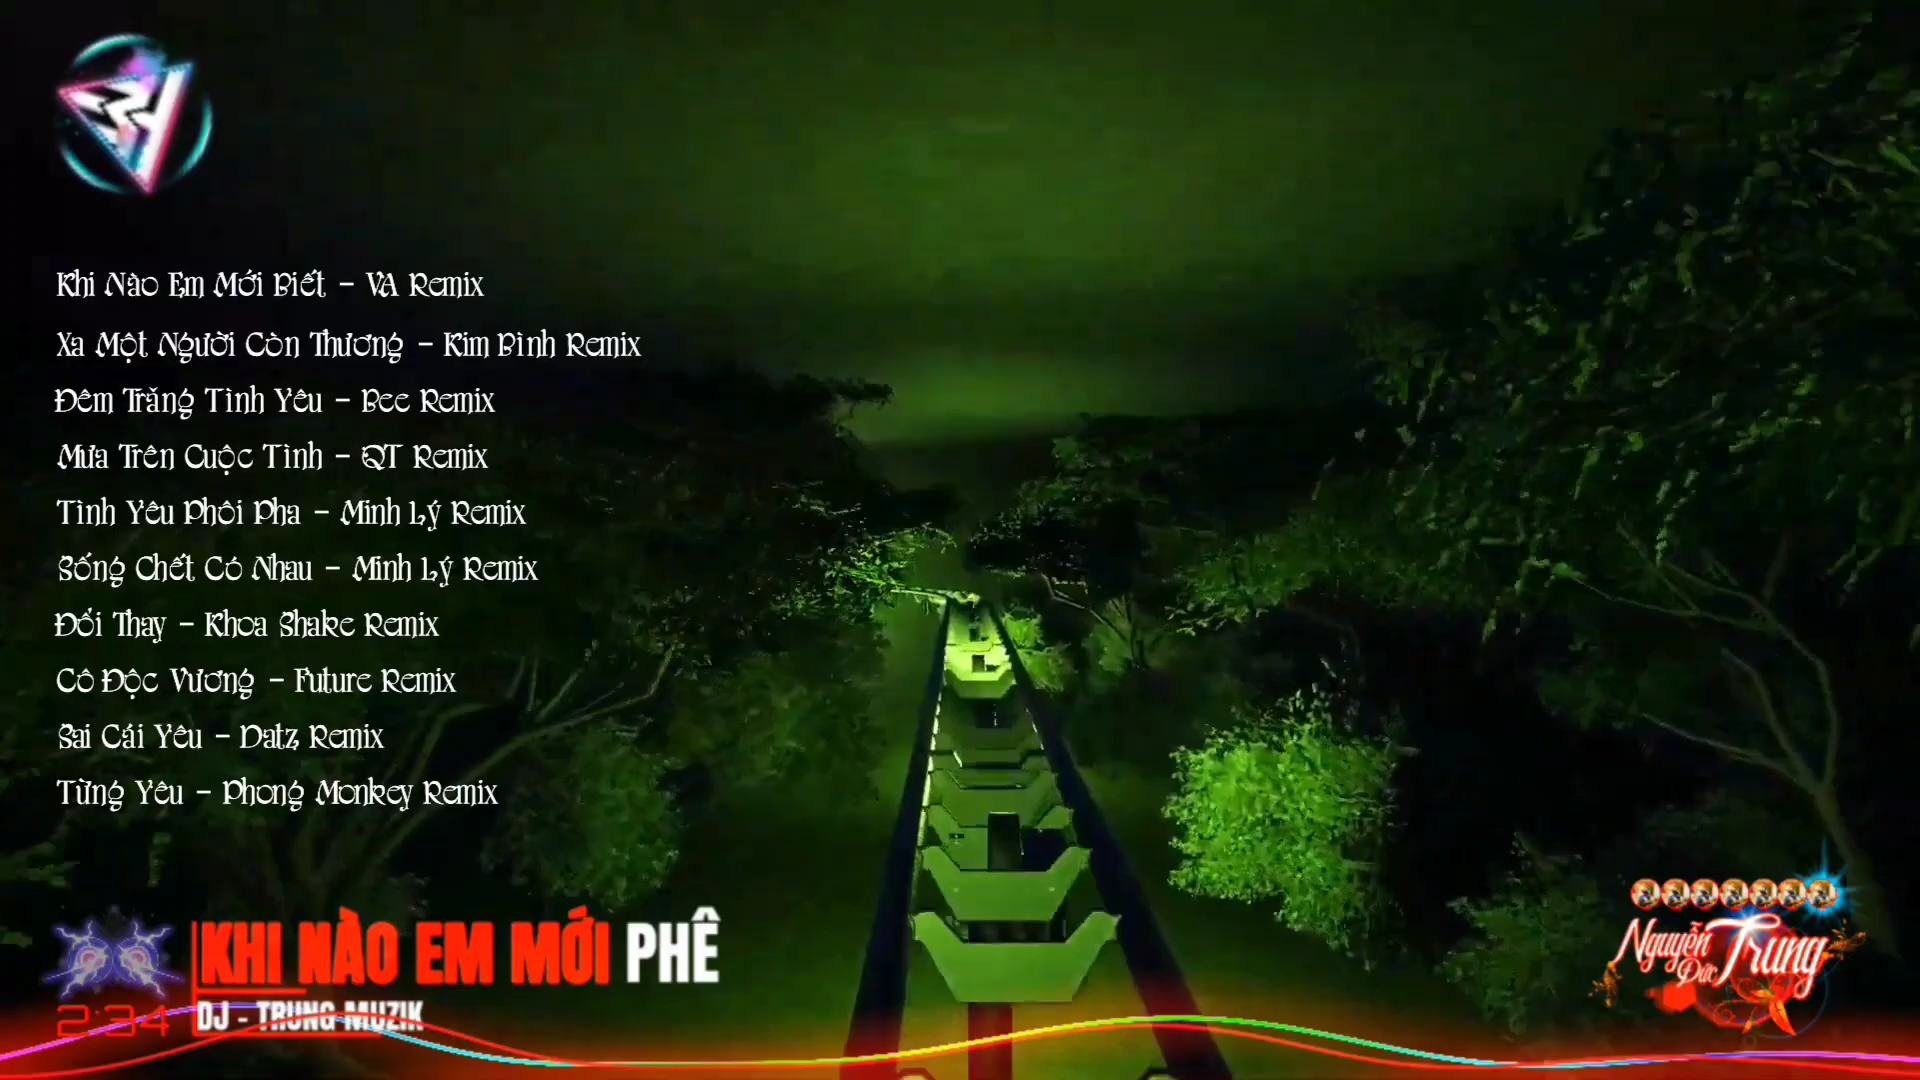 Khi Nào Em Mới Biết - VA Remix
Xa Một Người Còn Thương - Kim Bình Remix
Đêm Trắng Tình Yêu - Bee Remix
Mưa Trên Cuộc Tình - QT Remix
Tình Yêu Phôi Pha - Minh Lý Remix
Sống Chết Có Nhau - Minh Lý Remix
Đổi Thay - Khoa Shake Remix
Cô Độc Vương - Future Remix
Sai Cái Yêu - Datz Remix
Từng Yêu - Phong Monkey Remix
KHI NÀO EM MỚI PHÊ
DJ - TRUNG MUZIK
2:34
Nguyễn Đức Trung